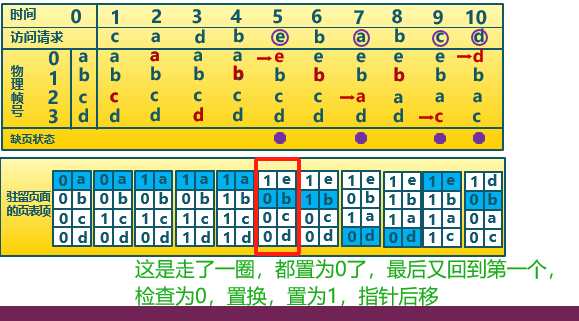 时间 0 1 2 3 4 5 6 7 8 9 10
访问请求 c a d b e b a b c d
物理帧号
0 a a a a a →e e e e e →d
1 b b b b b b b b b b b
2 c c c c c c c →a a a a
3 d d d d d d d d d →c c
缺页状态
驻留页面
的页表项
0 a 0 a 1 a 1 a 1 a 1 e 1 e 1 e 1 e 1 e 1 d
0 b 0 b 0 b 0 b 1 b 0 b 1 b 0 b 1 b 1 b 0 b
0 c 1 c 1 c 1 c 1 c 0 c 0 c 1 a 1 a 1 a 0 a
0 d 0 d 0 d 1 d 1 d 0 d 0 d 0 d 0 d 1 c 0 c
这是走了一圈，都置为0了，最后又回到第一个，
检查为0，置换，置为1，指针后移